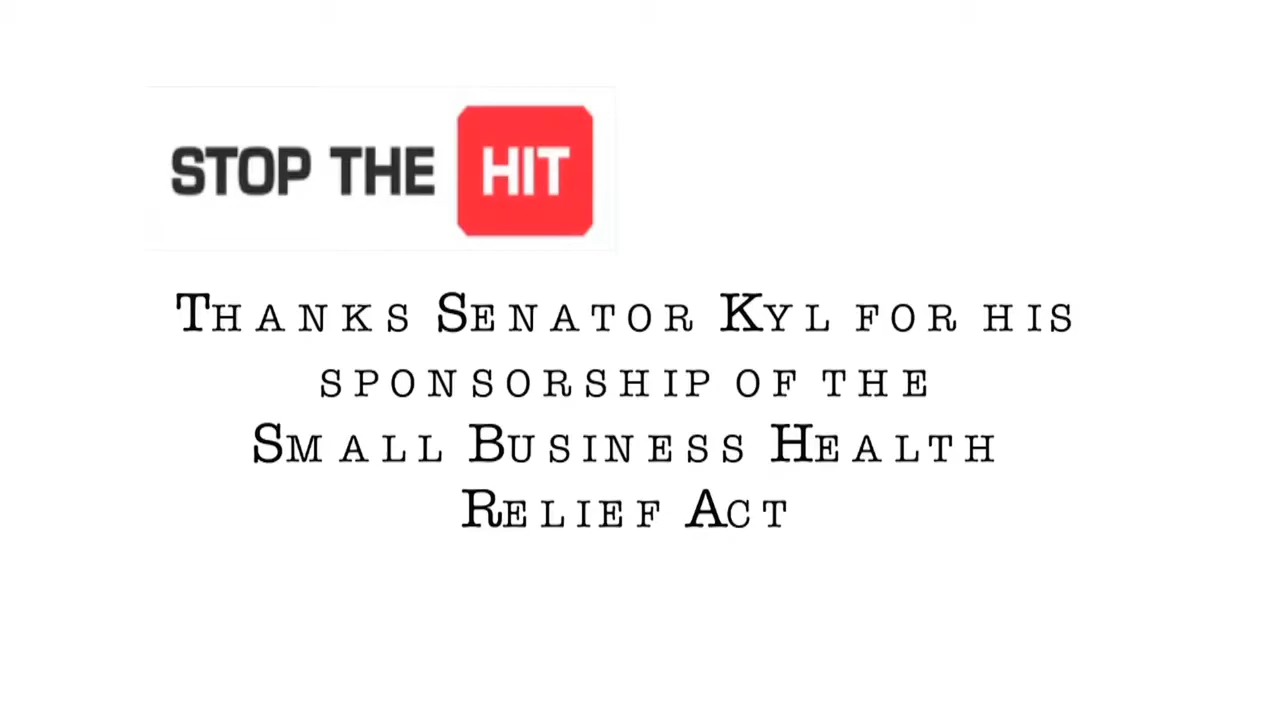 STOP THE HIT
THANKS SENATOR KYL FOR HIS
SPONSORSHIP OF THE
SMALL BUSINESS HEALTH
RELIEF ACT